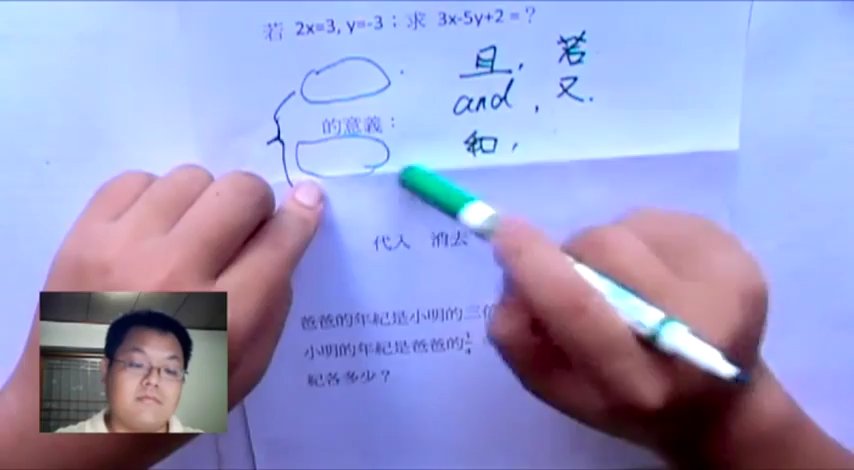 若 2x=3, y=-3；求 3x-5y+2 =？
且, 若
and , 又.
的意義：
和,
代入 消去
爸爸的年紀是小明的三
小明的年紀是爸爸的1/4
紀各多少？